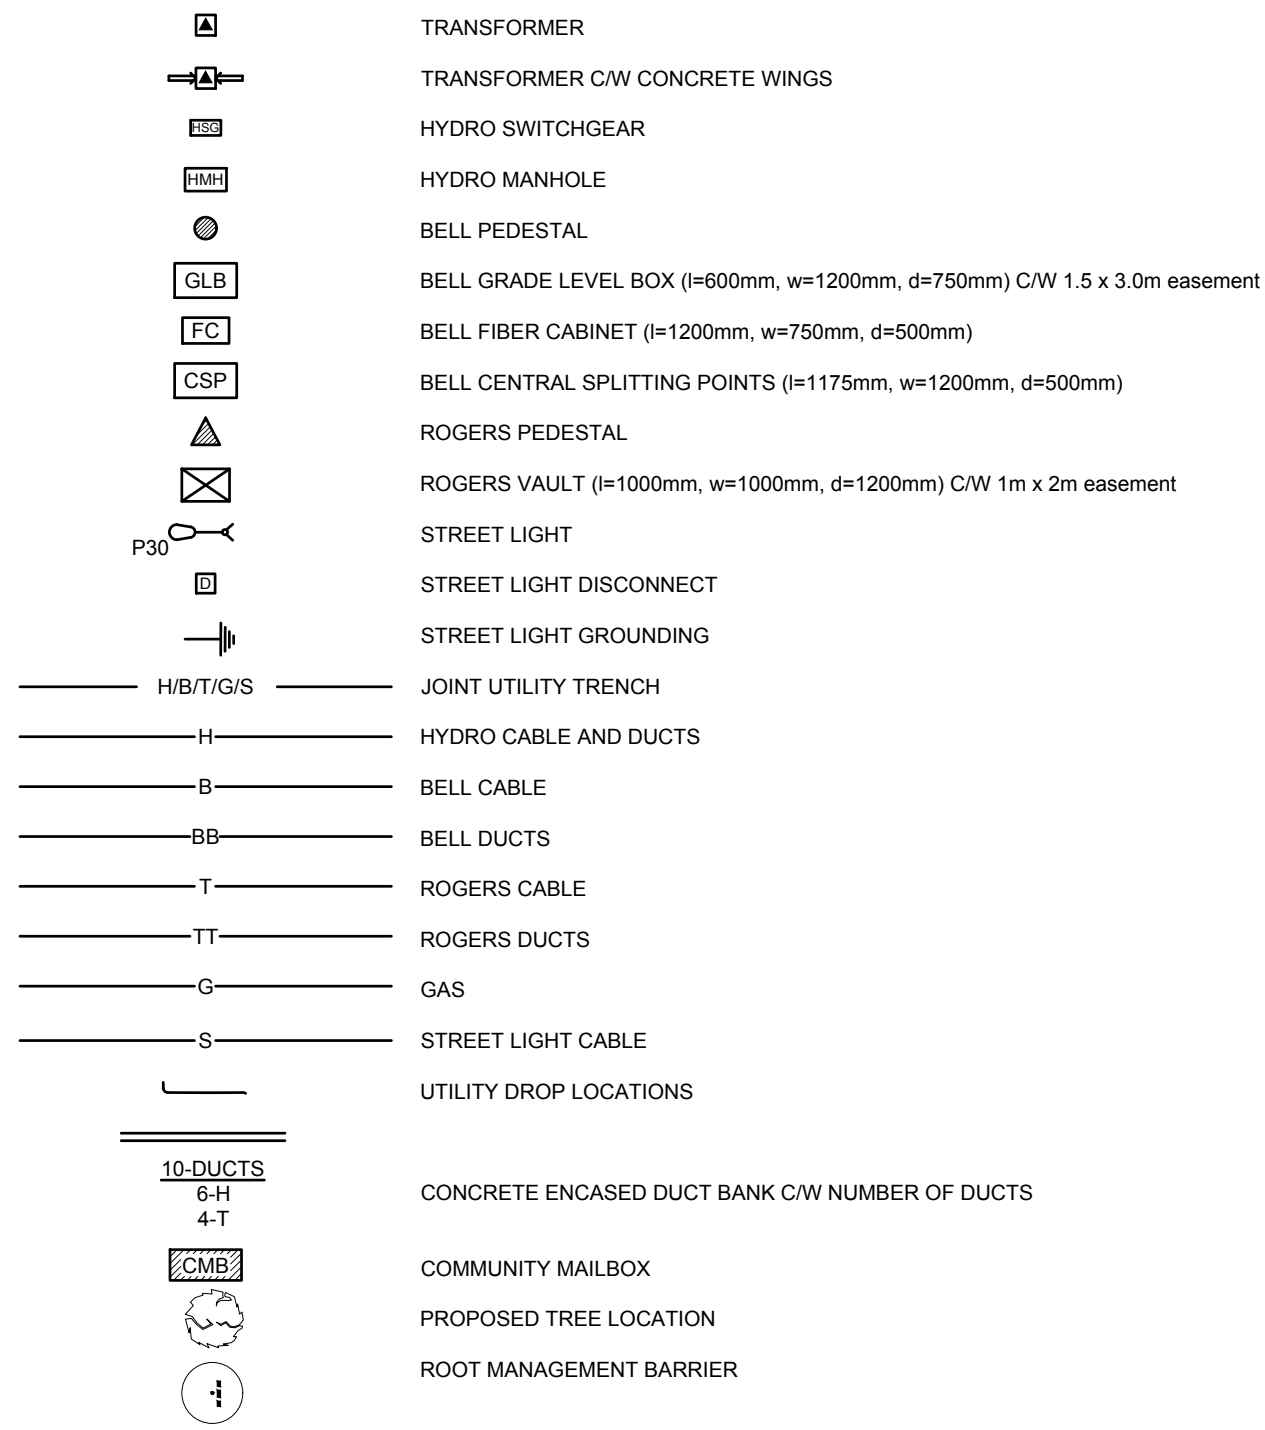 TRANSFORMER
TRANSFORMER C/W CONCRETE WINGS
HSG HYDRO SWITCHGEAR
HMH HYDRO MANHOLE
BELL PEDESTAL
GLB BELL GRADE LEVEL BOX (l=600mm, w=1200mm, d=750mm) C/W 1.5 x 3.0m easement
FC BELL FIBER CABINET (l=1200mm, w=750mm, d=500mm)
CSP BELL CENTRAL SPLITTING POINTS (l=1175mm, w=1200mm, d=500mm)
ROGERS PEDESTAL
ROGERS VAULT (l=1000mm, w=1000mm, d=1200mm) C/W 1m x 2m easement
P30 STREET LIGHT
D STREET LIGHT DISCONNECT
STREET LIGHT GROUNDING
H/B/T/G/S JOINT UTILITY TRENCH
H HYDRO CABLE AND DUCTS
B BELL CABLE
BB BELL DUCTS
T ROGERS CABLE
TT ROGERS DUCTS
G GAS
S STREET LIGHT CABLE
UTILITY DROP LOCATIONS
10-DUCTS
6-H CONCRETE ENCASED DUCT BANK C/W NUMBER OF DUCTS
4-T
CMB COMMUNITY MAILBOX
PROPOSED TREE LOCATION
ROOT MANAGEMENT BARRIER